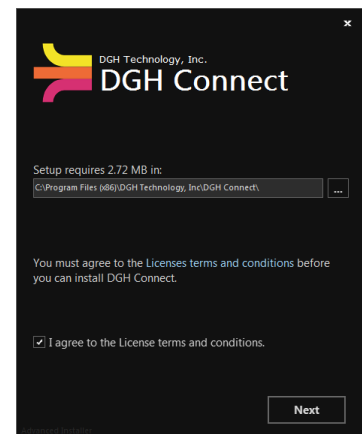 x
DGH Technology, Inc.
DGH Connect
Setup requires 2.72 MB in:
C:\Program Files (x86)\DGH Technology, Inc\DGH Connect\
...
You must agree to the Licenses terms and conditions before
you can install DGH Connect.
I agree to the License terms and conditions.
Next
Advanced Installer